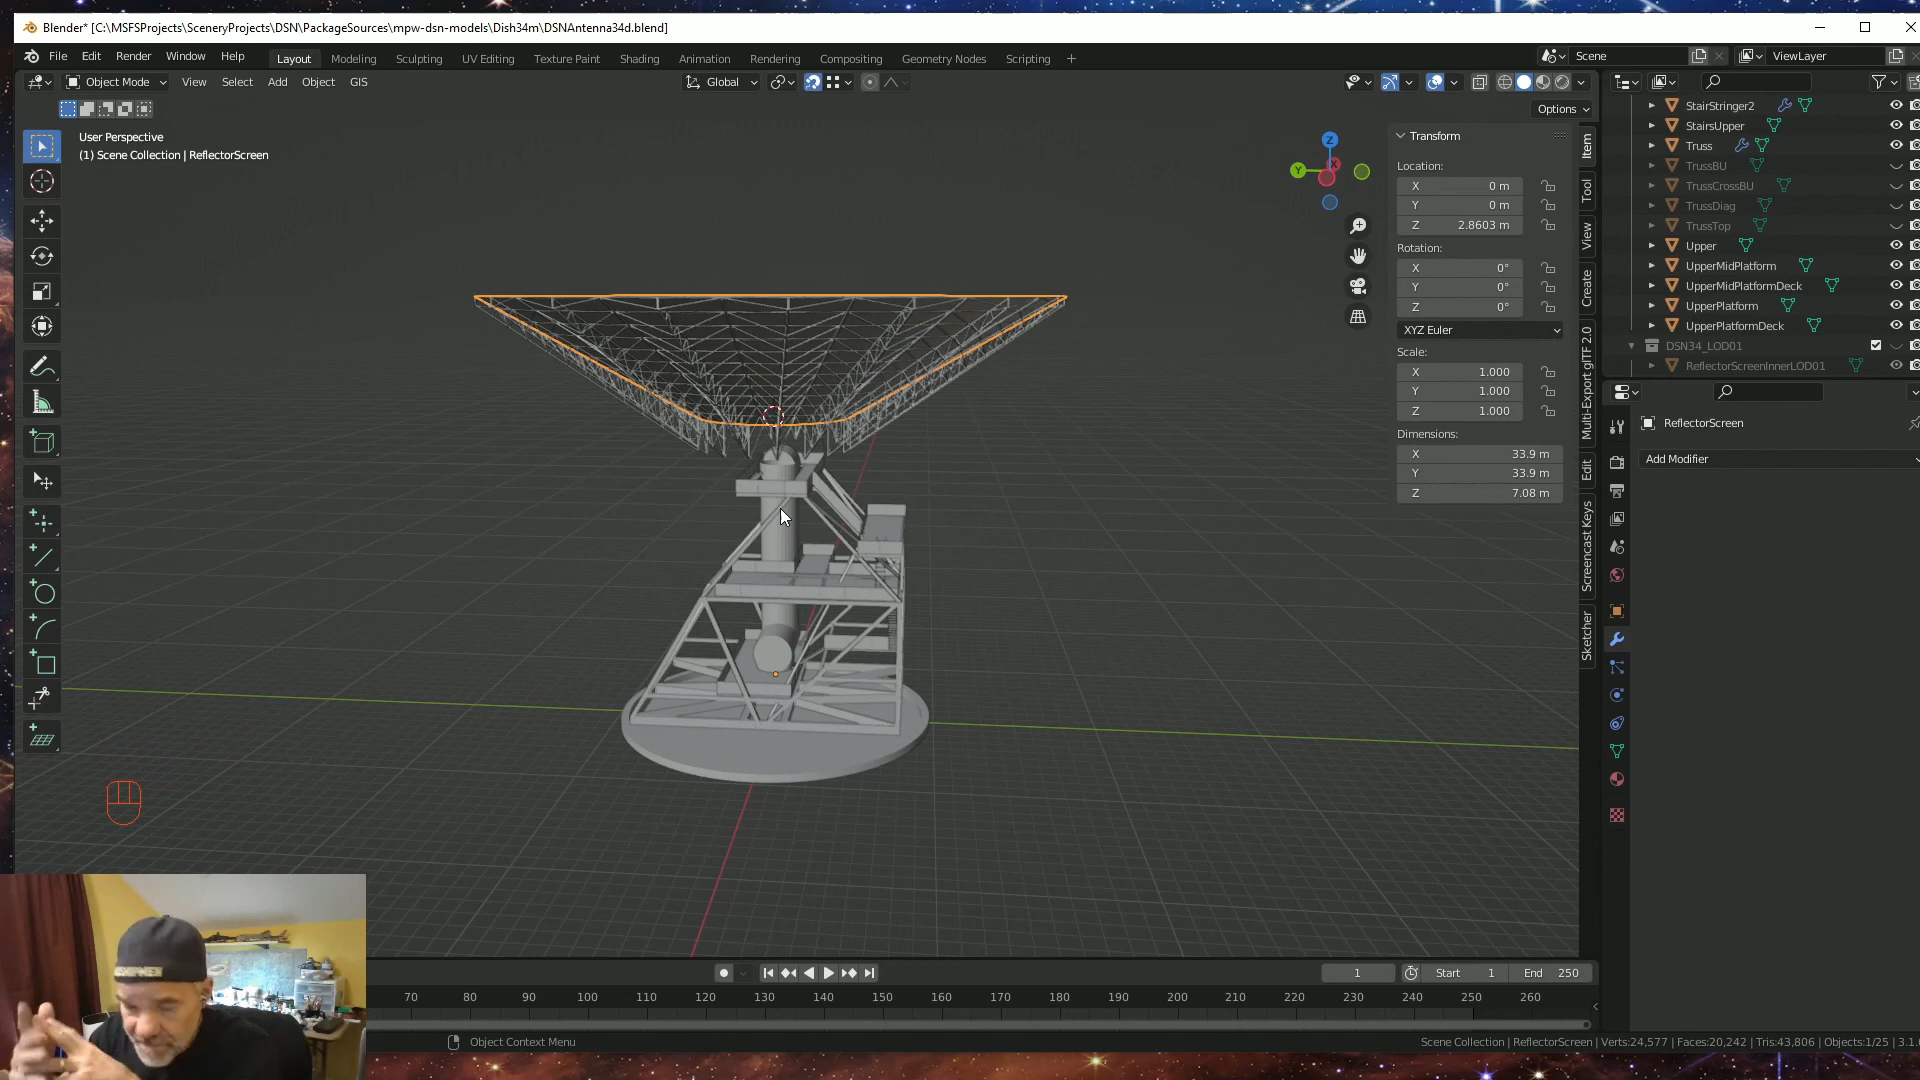 Blender* [C:\MSFSProjects\SceneryProjects\DSN\PackageSources\mpw-dsn-models\Dish34m\DSNAntenna34d.blend]
File Edit Render Window Help Layout Modeling Sculpting UV Editing Texture Paint Shading Animation Rendering Compositing Geometry Nodes Scripting + Scene ViewLayer
Object Mode View Select Add Object GIS Global
Options
User Perspective
(1) Scene Collection | ReflectorScreen
Z
Y
X
Transform
Location:
X 0 m
Y 0 m
Z 2.8603 m
Rotation:
X 0°
Y 0°
Z 0°
XYZ Euler
Scale:
X 1.000
Y 1.000
Z 1.000
Dimensions:
X 33.9 m
Y 33.9 m
Z 7.08 m
Item
Tool
View
Create
Multi-Export glTF 2.0
Edit
Screencast Keys
Sketcher
StairStringer2
StairsUpper
Truss
TrussBU
TrussCrossBU
TrussDiag
TrussTop
Upper
UpperMidPlatform
UpperMidPlatformDeck
UpperPlatform
UpperPlatformDeck
DSN34_LOD01
ReflectorScreenInnerLOD01
ReflectorScreen
Add Modifier
1 Start 1 End 250
70 80 90 100 110 120 130 140 150 160 170 180 190 200 210 220 230 240 250 260
Object Context Menu
Scene Collection | ReflectorScreen | Verts:24,577 | Faces:20,242 | Tris:43,806 | Objects:1/25 | 3.1.